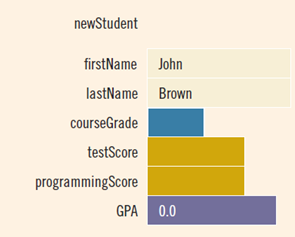 newStudent
firstName John
lastName Brown
courseGrade
testScore
programmingScore
GPA 0.0